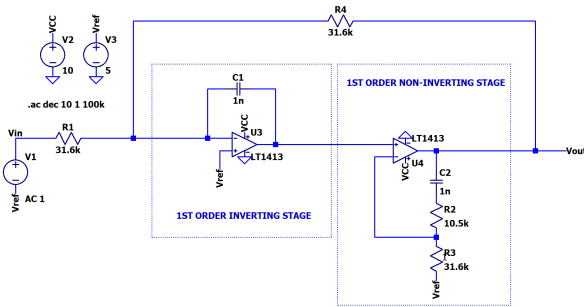 R4
31.6k
VCC
V2
10
Vref
V3
5
.ac dec 10 1 100k
1ST ORDER NON-INVERTING STAGE
C1
1n
Vin
R1
31.6k
VCC
U3
LT1413
Vref
LT1413
U4
VCC
Vout
V1
AC 1
Vref
C2
1n
R2
10.5k
1ST ORDER INVERTING STAGE
R3
31.6k
Vref